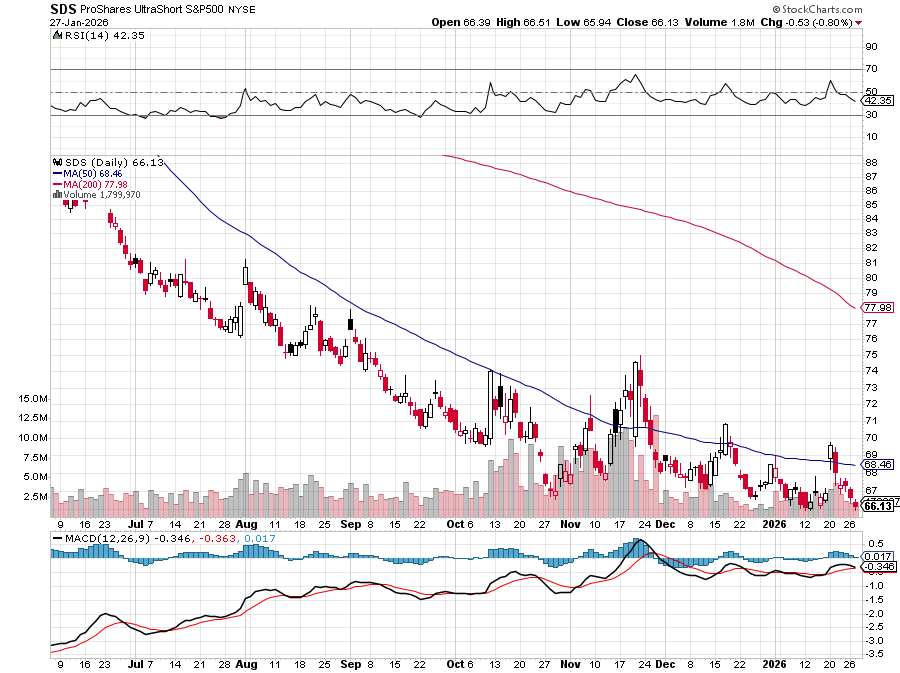 SDS ProShares UltraShort S&P500 NYSE © StockCharts.com
27-Jan-2026 Open 66.39 High 66.51 Low 65.94 Close 66.13 Volume 1.8M Chg -0.53 (-0.80%)
RSI(14) 42.35
90
70
50
42.35
30
10
SDS (Daily) 66.13
MA(50) 68.46
MA(200) 77.98
Volume 1,799,970
88
87
86
85
84
83
82
81
80
79
77.98
77
76
75
74
73
72
71
70
69
68.46
68
67
66.13
15.0M
12.5M
10.0M
7.5M
5.0M
2.5M
9 16 23 Jul 7 14 21 28 Aug 11 18 25 Sep 8 15 22 Oct 6 13 20 27 Nov 10 17 24 Dec 8 15 22 2026 12 20 26
MACD(12,26,9) -0.346, -0.363, 0.017
0.5
0.017
-0.346
-1.0
-1.5
-2.0
-2.5
-3.0
-3.5
9 16 23 Jul 7 14 21 28 Aug 11 18 25 Sep 8 15 22 Oct 6 13 20 27 Nov 10 17 24 Dec 8 15 22 2026 12 20 26